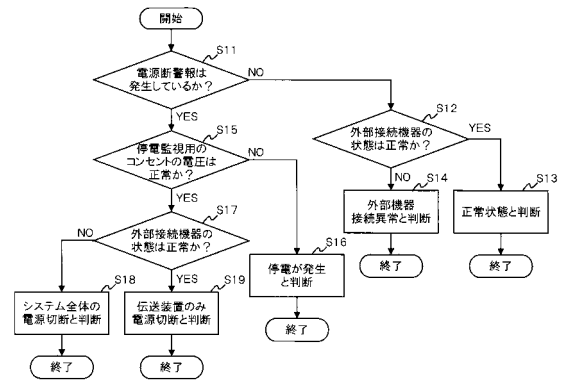 開始
S11
電源断警報は
発生しているか？
NO
YES
S12
外部接続機器の
状態は正常か？
YES
NO
S15
停電監視用の
コンセントの電圧は
正常か？
NO
YES
S14
外部機器
接続異常と判断
S13
正常状態と判断
終了
終了
S17
外部接続機器の
状態は正常か？
NO
YES
S16
停電が発生
と判断
終了
S18
システム全体の
電源切断と判断
S19
伝送装置のみ
電源切断と判断
終了
終了